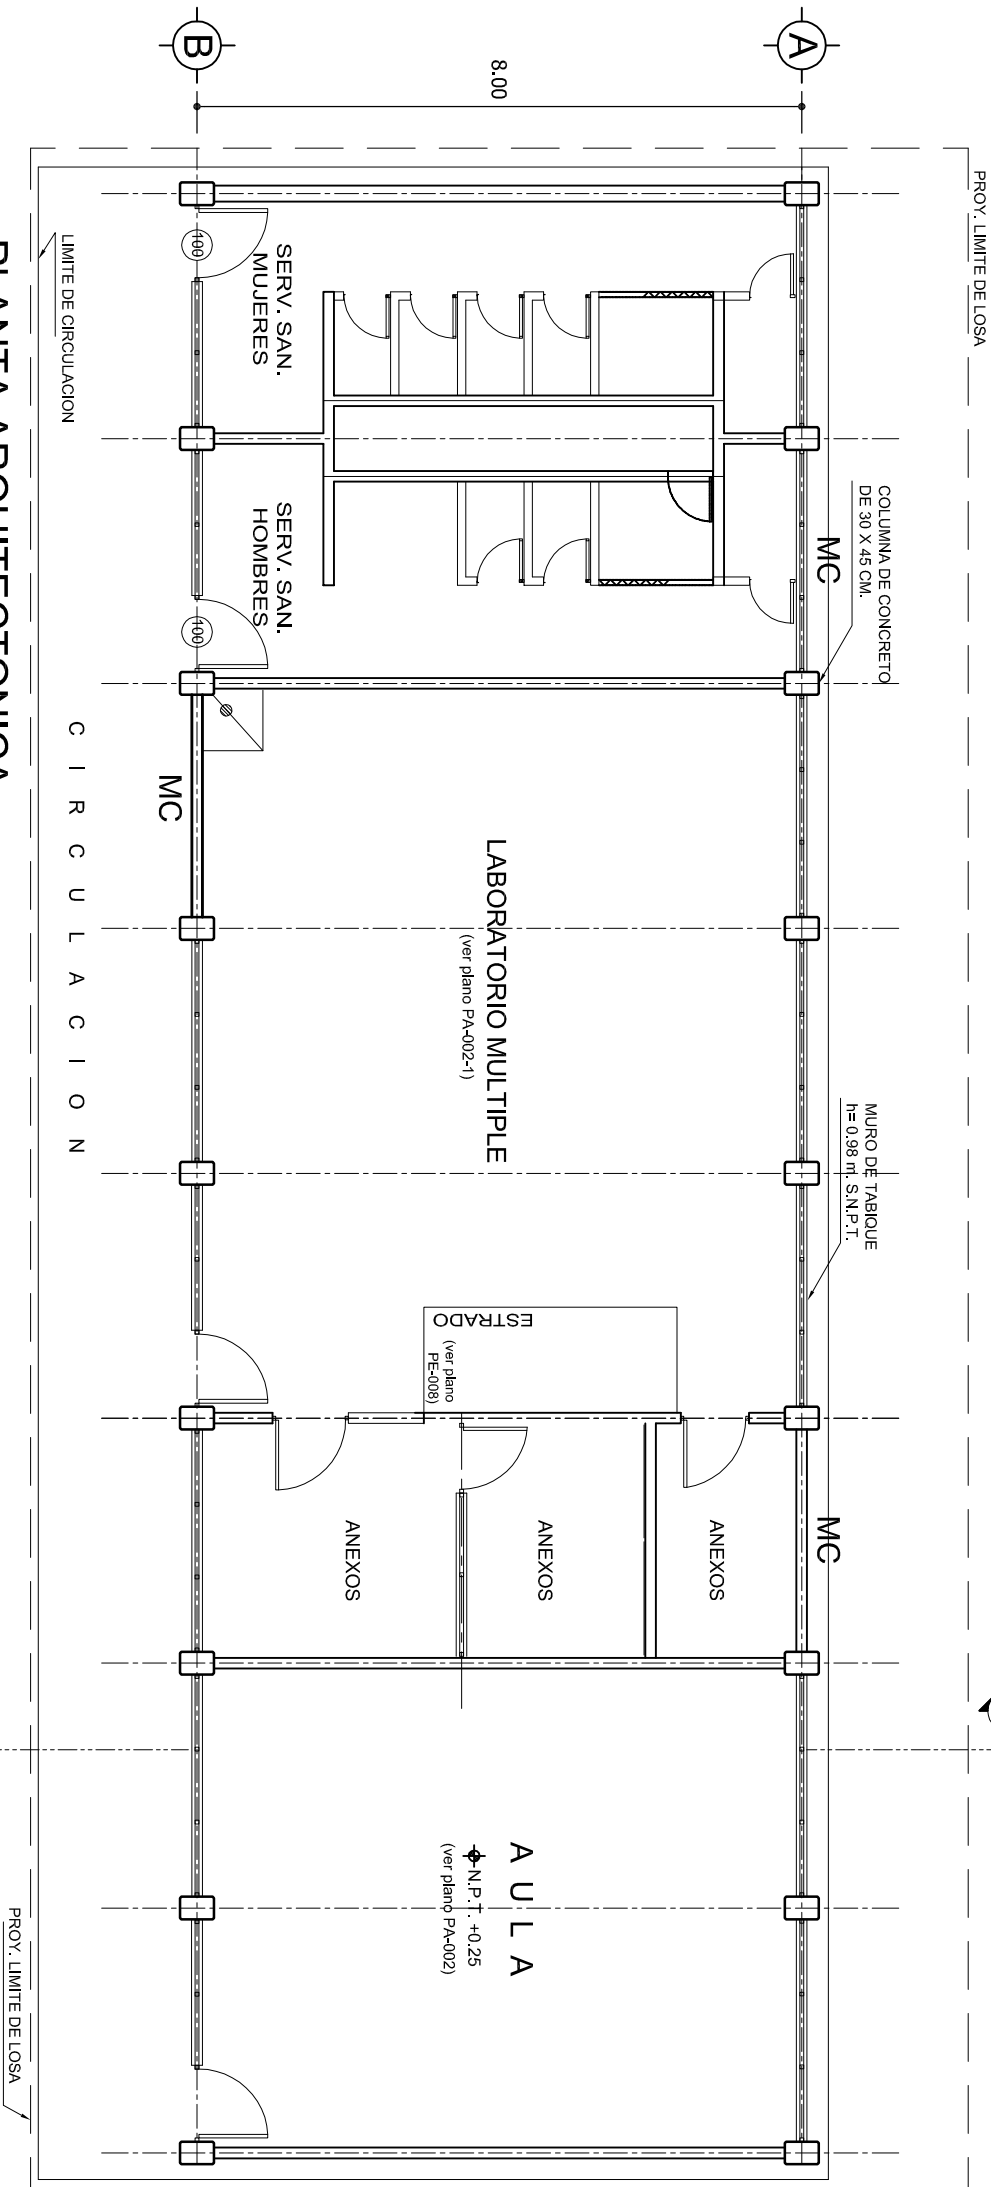 PROY. LIMITE DE LOSA
A
8.00
B
COLUMNA DE CONCRETO
DE 30 X 45 CM.
MC
MURO DE TABIQUE
h= 0.98 m. S.N.P.T.
MC
SERV. SAN.
MUJERES
100
SERV. SAN.
HOMBRES
100
LABORATORIO MULTIPLE
(ver plano PA-002-1)
MC
ESTRADO
(ver plano
PE-008)
ANEXOS
ANEXOS
ANEXOS
A U L A
N.P.T. +0.25
(ver plano PA-002)
LIMITE DE CIRCULACION
C I R C U L A C I O N
PROY. LIMITE DE LOSA
PLANTA ARQUITECTONICA